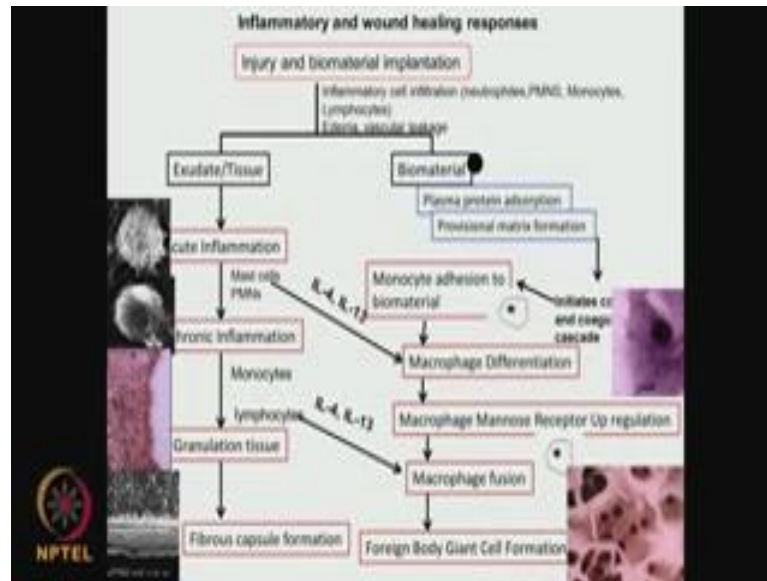 Inflammatory and wound healing responses
Injury and biomaterial implantation
Inflammatory cell infiltration (neutrophiles,PMNS, Monocytes,
Lymphocytes)
Edema, vascular leakage
Exudate/Tissue
Biomaterial
Plasma protein adsorption
Provisional matrix formation
cute Inflammation
Mast cells
PMNs
IL-4, IL-13
Monocyte adhesion to
biomaterial
Initiates co
and coagu
cascade
hronic Inflammation
Macrophage Differentiation
Monocytes
lymphocytes
IL-4, IL-13
Macrophage Mannose Receptor Up regulation
Granulation tissue
Macrophage fusion
Fibrous capsule formation
Foreign Body Giant Cell Formation
NPTEL